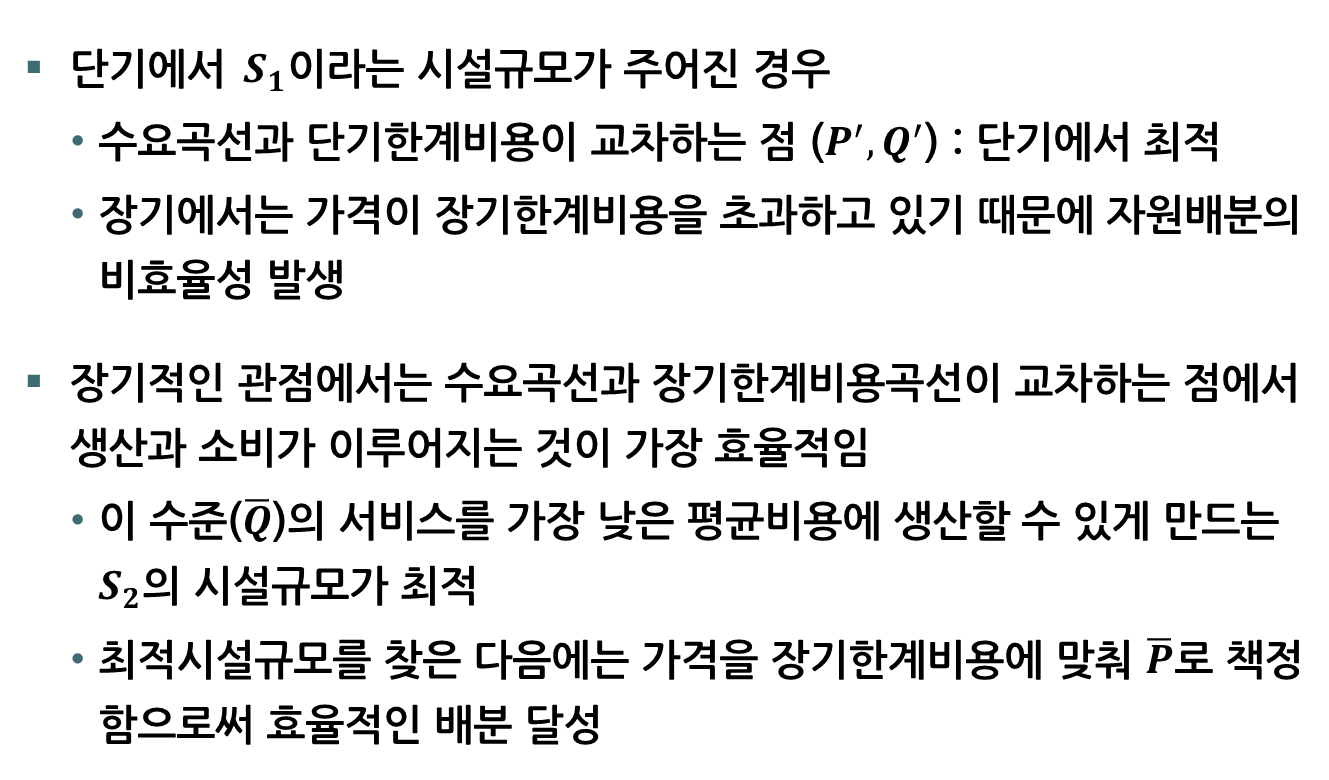 ▪ 단기에서 S₁이라는 시설규모가 주어진 경우
• 수요곡선과 단기한계비용이 교차하는 점 (P′, Q′) : 단기에서 최적
• 장기에서는 가격이 장기한계비용을 초과하고 있기 때문에 자원배분의
비효율성 발생
▪ 장기적인 관점에서는 수요곡선과 장기한계비용곡선이 교차하는 점에서
생산과 소비가 이루어지는 것이 가장 효율적임
• 이 수준(Q̅)의 서비스를 가장 낮은 평균비용에 생산할 수 있게 만드는
S₂의 시설규모가 최적
• 최적시설규모를 찾은 다음에는 가격을 장기한계비용에 맞춰 P̅로 책정
함으로써 효율적인 배분 달성